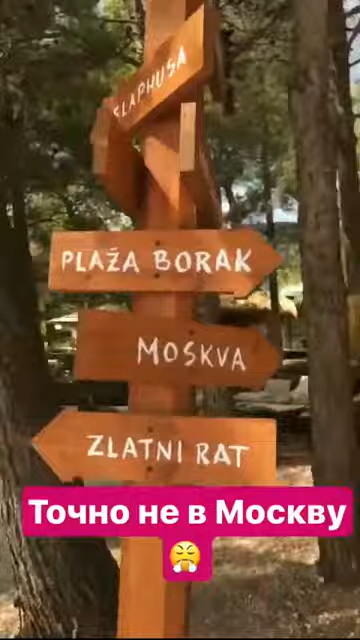 SLAPHUSA
PLAŽA BORAK
MOSKVA
ZLATNI RAT
Точно не в Москву
😤